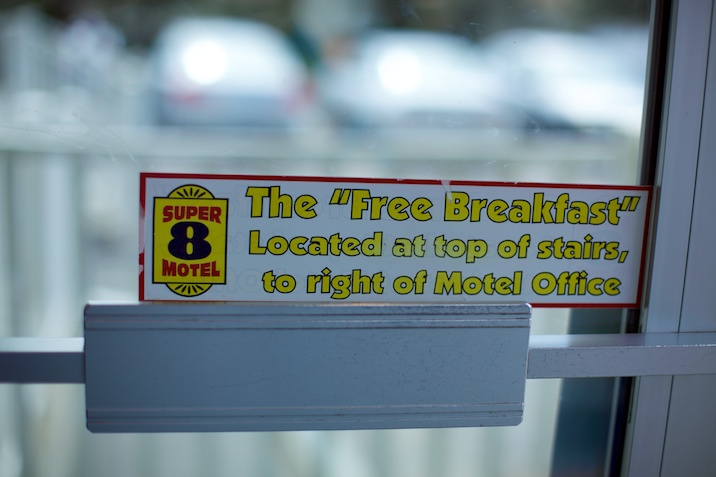 SUPER
8
MOTEL
The "Free Breakfast"
Located at top of stairs,
to right of Motel Office